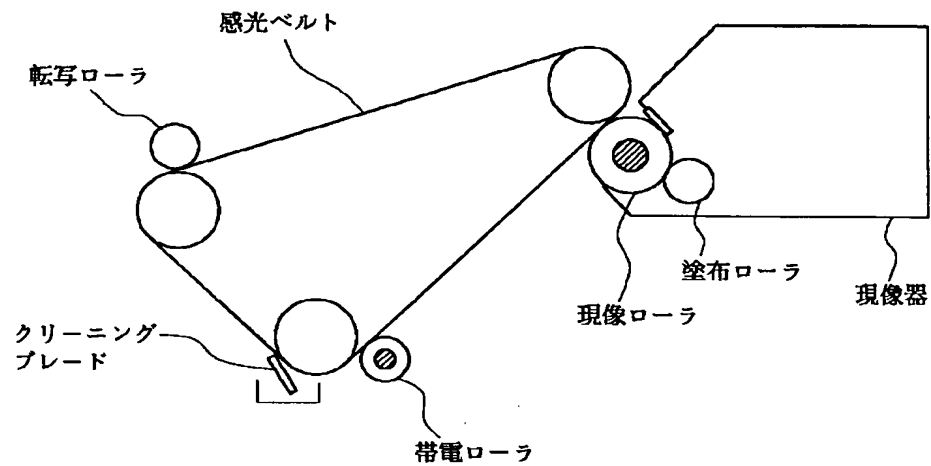 感光ベルト
転写ローラ
塗布ローラ
現像器
現像ローラ
クリーニング
ブレード
帯電ローラ